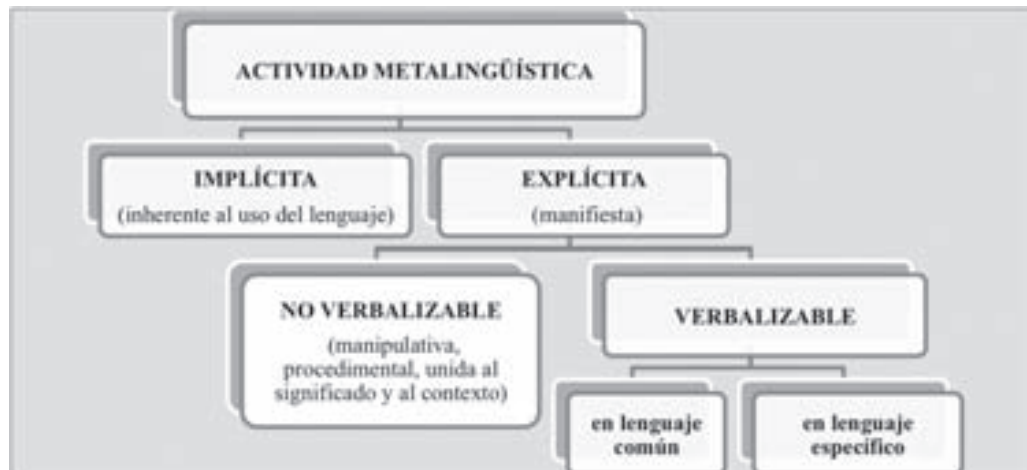 ACTIVIDAD METALINGÜÍSTICA
IMPLÍCITA
(inherente al uso del lenguaje)
EXPLÍCITA
(manifiesta)
NO VERBALIZABLE
(manipulativa,
procedimental, unida al
significado y al contexto)
VERBALIZABLE
en lenguaje
común
en lenguaje
específico